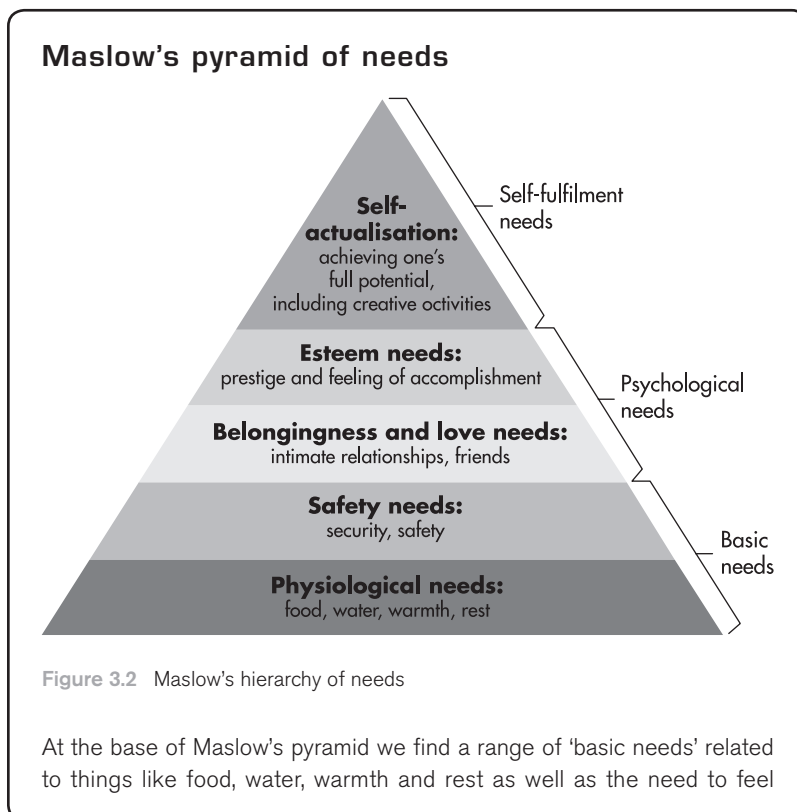 Maslow's pyramid of needs
Self-
actualisation:
achieving one's
full potential,
including creative octivities
Self-fulfilment
needs
Esteem needs:
prestige and feeling of accomplishment
Psychological
needs
Belongingness and love needs:
intimate relationships, friends
Safety needs:
security, safety
Basic
needs
Physiological needs:
food, water, warmth, rest
Figure 3.2 Maslow's hierarchy of needs
At the base of Maslow's pyramid we find a range of 'basic needs' related
to things like food, water, warmth and rest as well as the need to feel